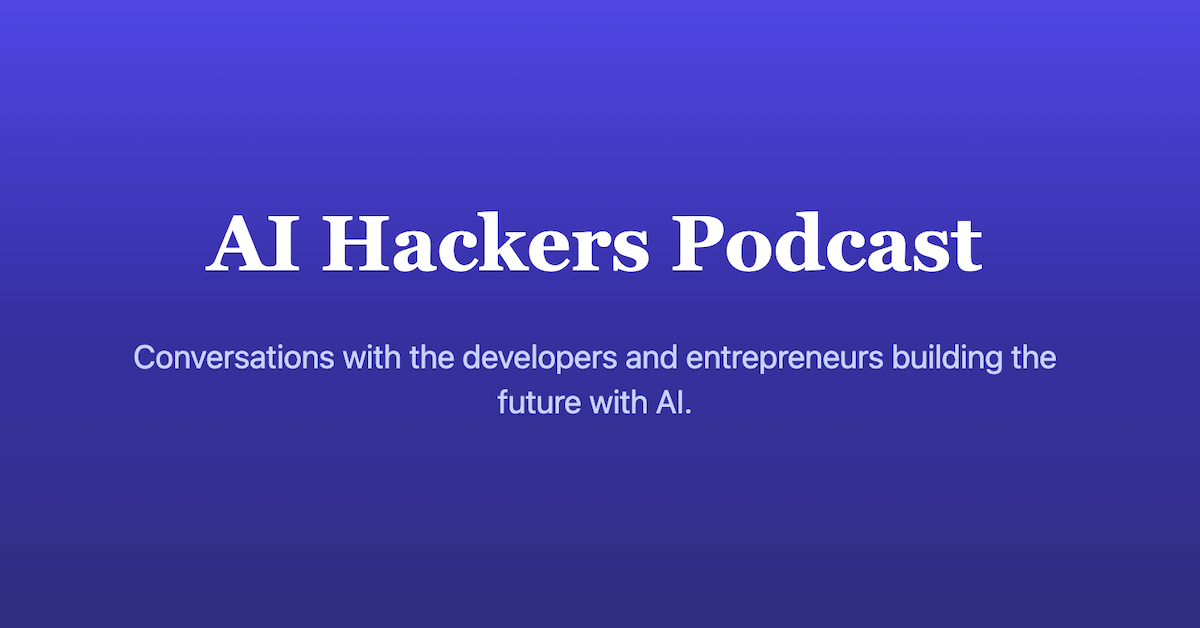 AI Hackers Podcast
Conversations with the developers and entrepreneurs building the
future with AI.